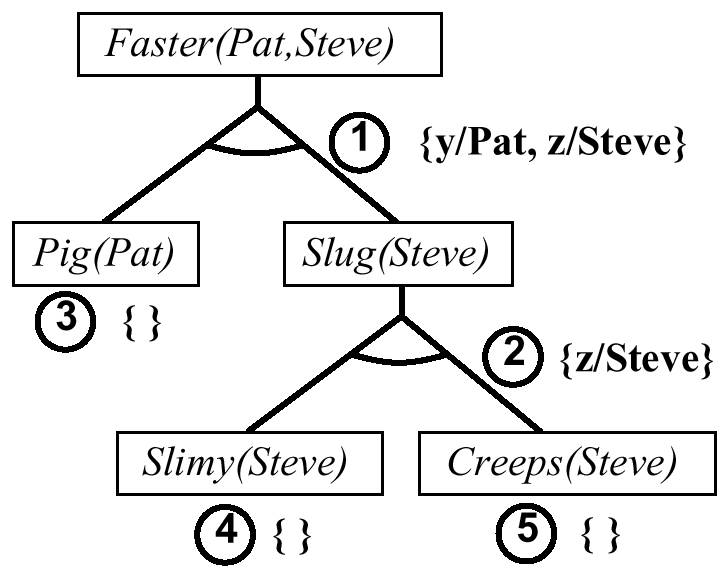 Faster(Pat,Steve)
1 {y/Pat, z/Steve}
Pig(Pat) Slug(Steve)
3 { }
2 {z/Steve}
Slimy(Steve) Creeps(Steve)
4 { } 5 { }